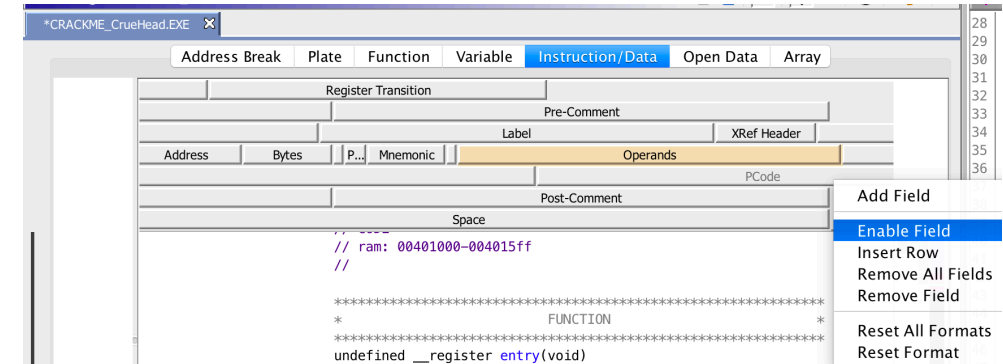 *CRACKME_CrueHead.EXE
28
29
Address Break Plate Function Variable Instruction/Data Open Data Array
30
31
Register Transition
32
Pre-Comment
33
Label XRef Header
34
Address Bytes P... Mnemonic Operands
35
PCode
36
Post-Comment
Add Field
Space
Enable Field
// ram: 00401000-004015ff
Insert Row
//
Remove All Fields
Remove Field
************************************************************
* FUNCTION *
************************************************************
Reset All Formats
undefined __register entry(void)
Reset Format